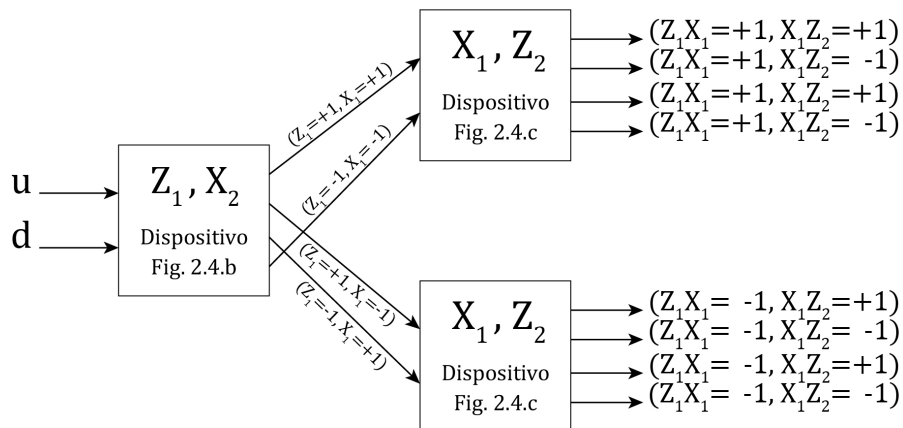 X₁, Z₂
Dispositivo
Fig. 2.4.c
(Z₁X₁=+1, X₁Z₂=+1)
(Z₁X₁=+1, X₁Z₂= -1)
(Z₁X₁=+1, X₁Z₂=+1)
(Z₁X₁=+1, X₁Z₂= -1)
(Z₁=+1, X₁=+1)
(Z₁= -1, X₁= -1)
u
d
Z₁, X₂
Dispositivo
Fig. 2.4.b
(Z₁=+1, X₁=-1)
(Z₁=-1, X₁=+1)
X₁, Z₂
Dispositivo
Fig. 2.4.c
(Z₁X₁= -1, X₁Z₂=+1)
(Z₁X₁= -1, X₁Z₂= -1)
(Z₁X₁= -1, X₁Z₂=+1)
(Z₁X₁= -1, X₁Z₂= -1)